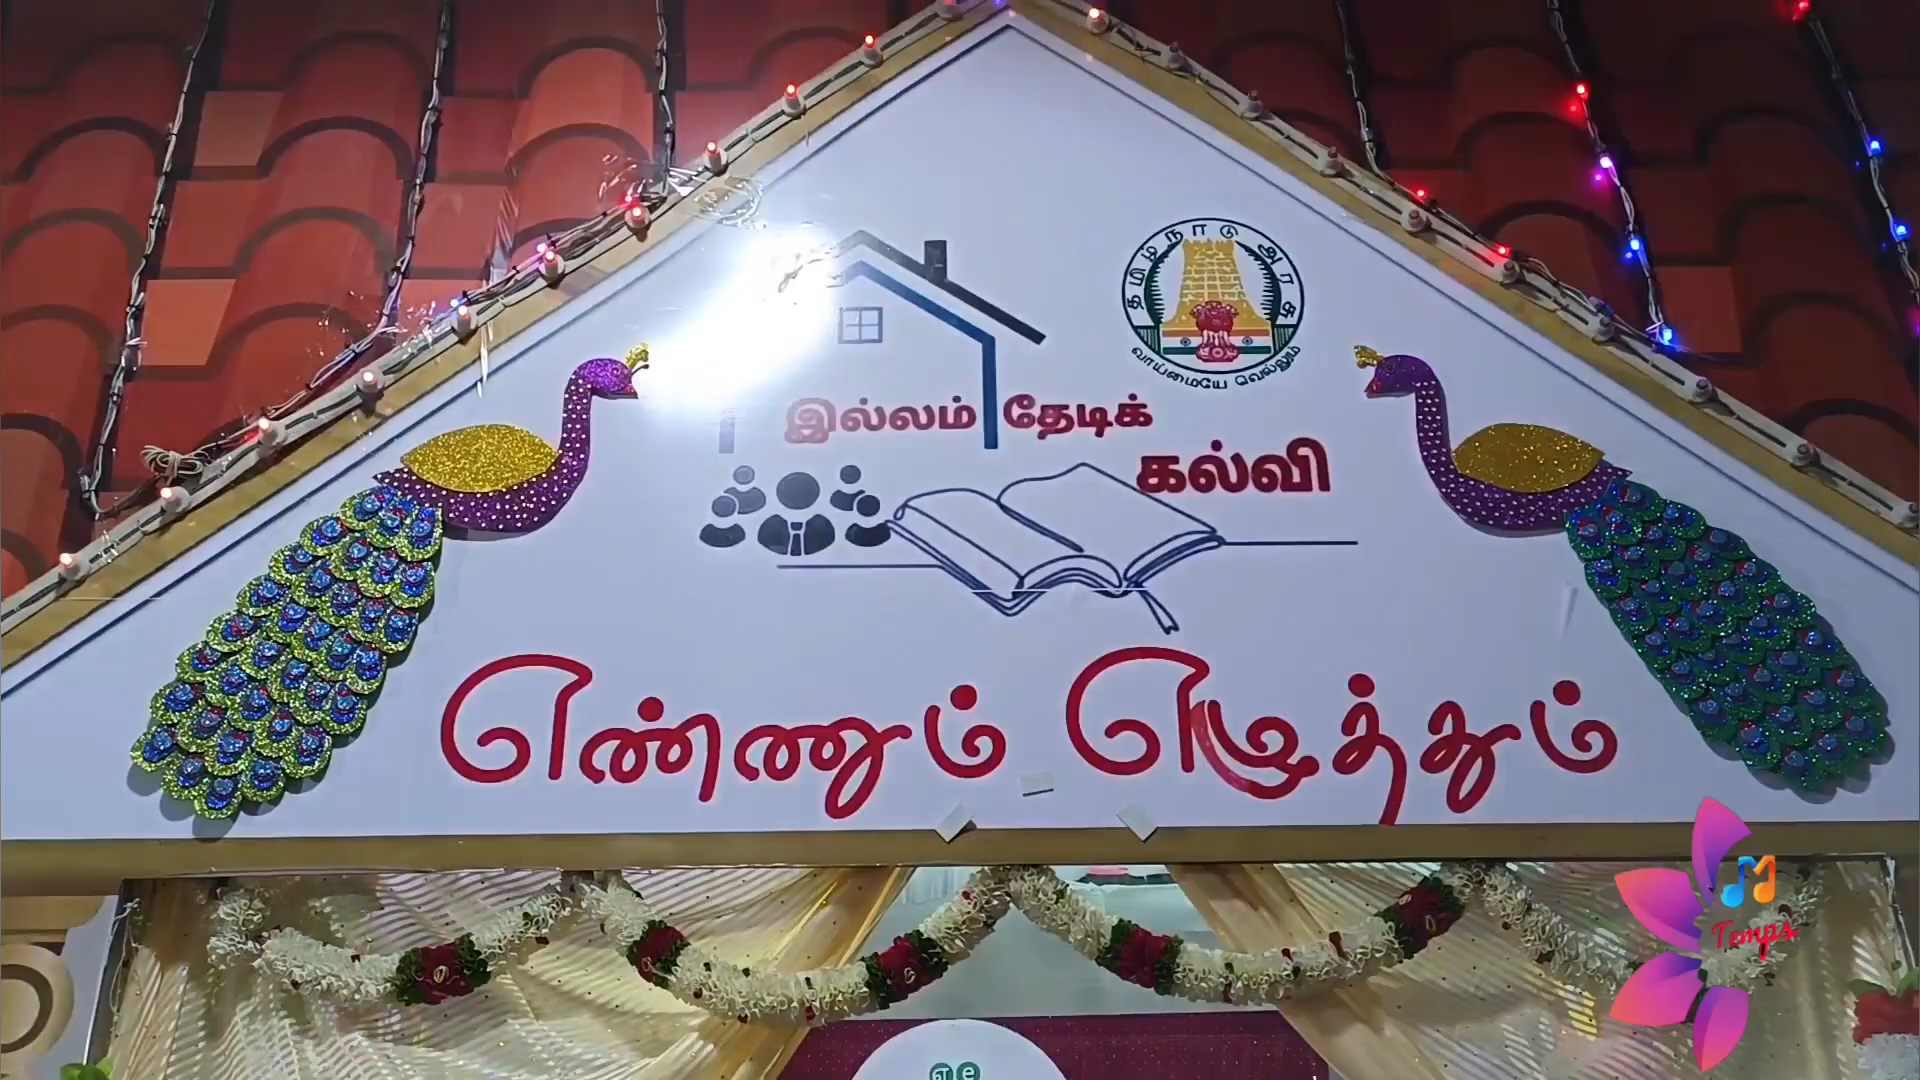 தமிழ்நாடு அரசு
வாய்மையே வெல்லும்
இல்லம் தேடிக்
கல்வி
எண்ணும் எழுத்தும்
Temps